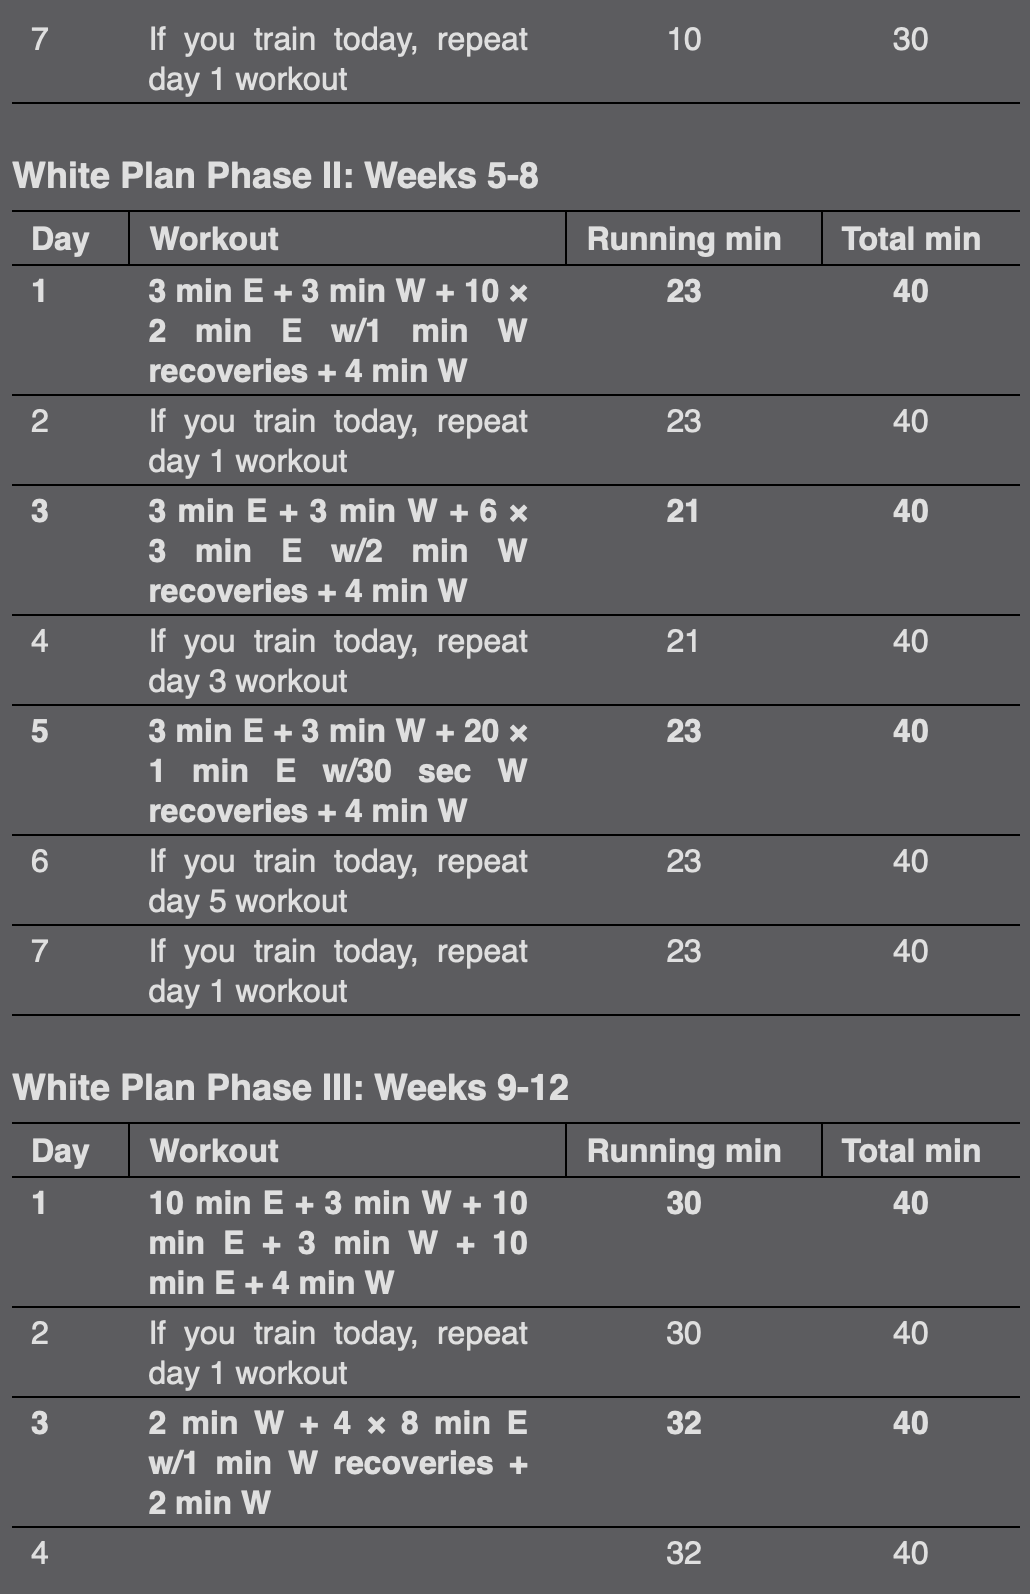 7 If you train today, repeat 10 30
day 1 workout
White Plan Phase II: Weeks 5-8
Day Workout Running min Total min
1 3 min E + 3 min W + 10 × 23 40
2 min E w/1 min W
recoveries + 4 min W
2 If you train today, repeat 23 40
day 1 workout
3 3 min E + 3 min W + 6 × 21 40
3 min E w/2 min W
recoveries + 4 min W
4 If you train today, repeat 21 40
day 3 workout
5 3 min E + 3 min W + 20 × 23 40
1 min E w/30 sec W
recoveries + 4 min W
6 If you train today, repeat 23 40
day 5 workout
7 If you train today, repeat 23 40
day 1 workout
White Plan Phase III: Weeks 9-12
Day Workout Running min Total min
1 10 min E + 3 min W + 10 30 40
min E + 3 min W + 10
min E + 4 min W
2 If you train today, repeat 30 40
day 1 workout
3 2 min W + 4 × 8 min E 32 40
w/1 min W recoveries +
2 min W
4 32 40